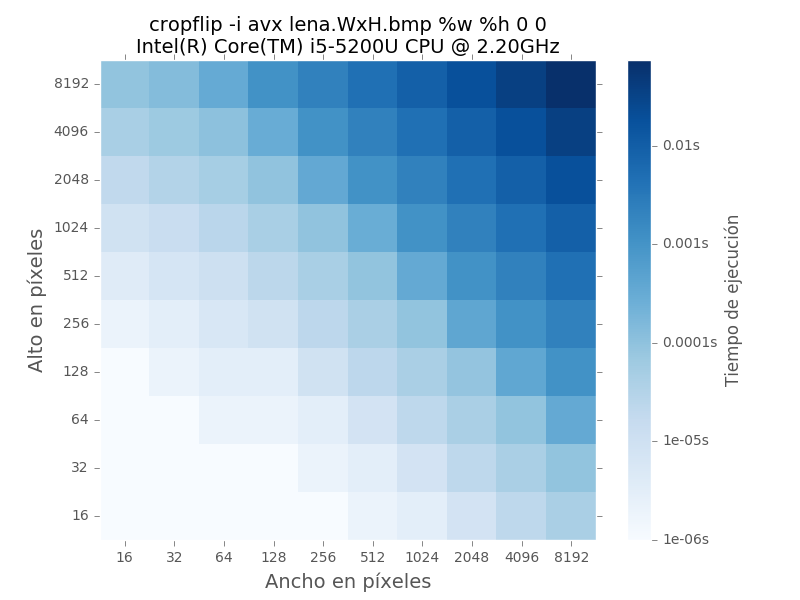 cropflip -i avx lena.WxH.bmp %w %h 0 0
Intel(R) Core(TM) i5-5200U CPU @ 2.20GHz
Alto en píxeles
8192
4096
2048
1024
512
256
128
64
32
16
16 32 64 128 256 512 1024 2048 4096 8192
Ancho en píxeles
0.01s
0.001s
0.0001s
1e-05s
1e-06s
Tiempo de ejecución